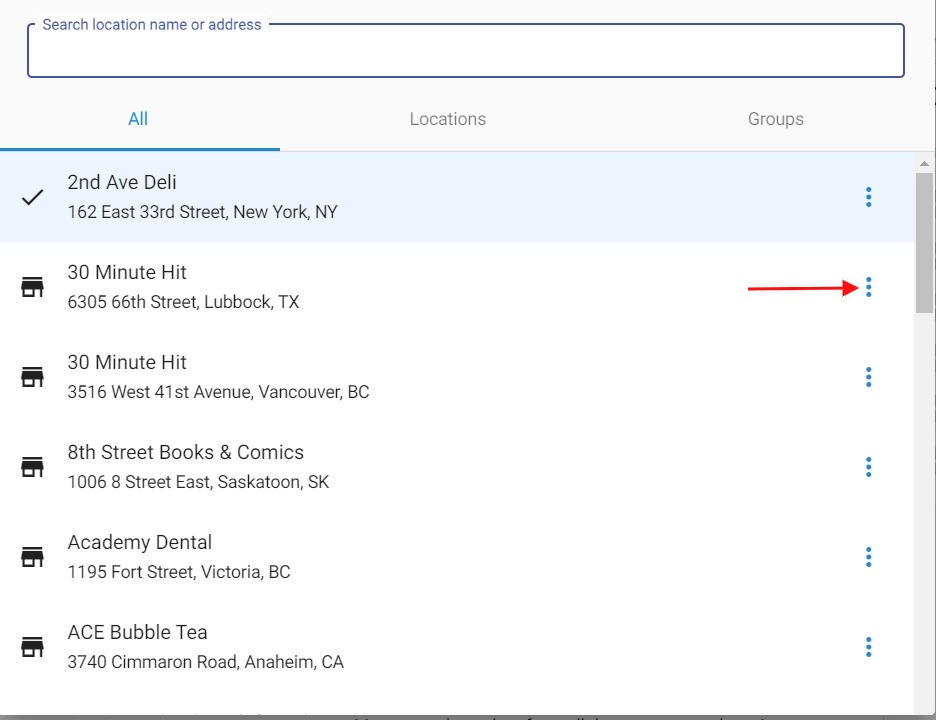 Search location name or address
All
Locations
Groups
2nd Ave Deli
162 East 33rd Street, New York, NY
30 Minute Hit
6305 66th Street, Lubbock, TX
30 Minute Hit
3516 West 41st Avenue, Vancouver, BC
8th Street Books & Comics
1006 8 Street East, Saskatoon, SK
Academy Dental
1195 Fort Street, Victoria, BC
ACE Bubble Tea
3740 Cimmaron Road, Anaheim, CA